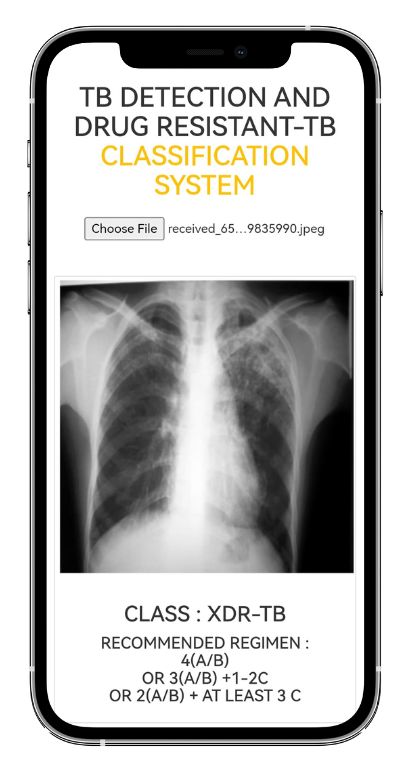 TB DETECTION AND
DRUG RESISTANT-TB
CLASSIFICATION
SYSTEM
Choose File received_65...9835990.jpeg
CLASS : XDR-TB
RECOMMENDED REGIMEN :
4(A/B)
OR 3(A/B) +1-2C
OR 2(A/B) + AT LEAST 3 C